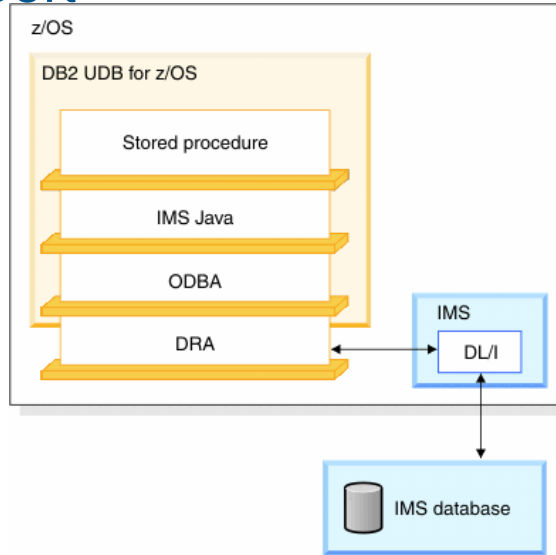 z/OS
DB2 UDB for z/OS
Stored procedure
IMS Java
ODBA
DRA
IMS
DL/I
IMS database